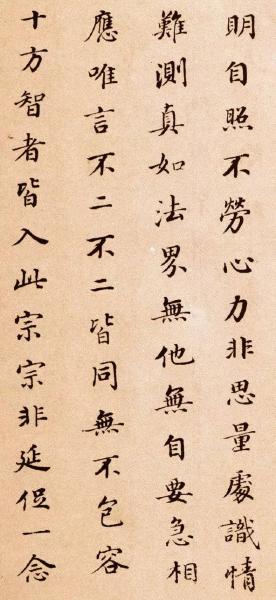 明自照不勞心力非思量處識情
難測真如法界無他無自要急相
應唯言不二不二皆同無不包容
十方智者皆入此宗宗非延促一念